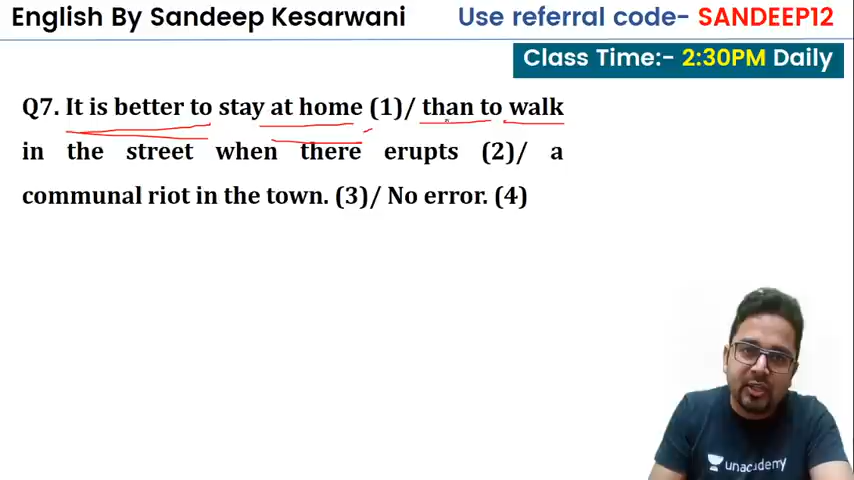 English By Sandeep Kesarwani
Use referral code- SANDEEP12
Class Time:- 2:30PM Daily
Q7. It is better to stay at home (1)/ than to walk
in the street when there erupts (2)/ a
communal riot in the town. (3)/ No error. (4)
unacademy